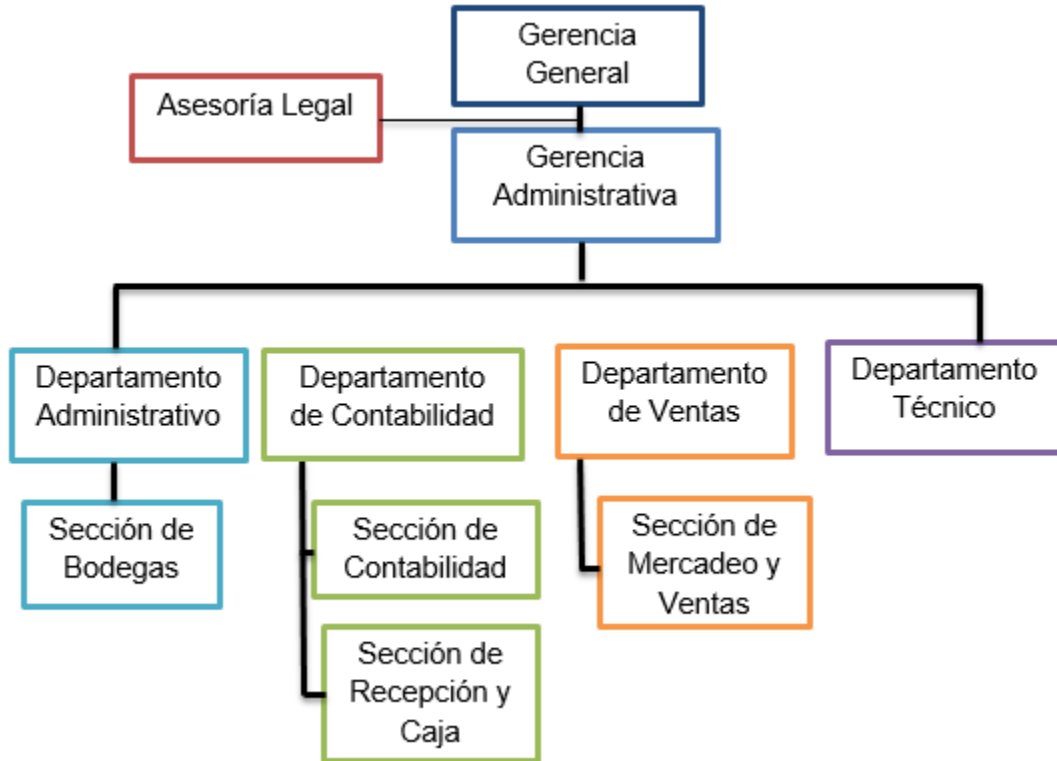 Gerencia
General
Asesoría Legal
Gerencia
Administrativa
Departamento
Administrativo
Departamento
de Contabilidad
Departamento
de Ventas
Departamento
Técnico
Sección de
Bodegas
Sección de
Contabilidad
Sección de
Mercadeo y
Ventas
Sección de
Recepción y
Caja